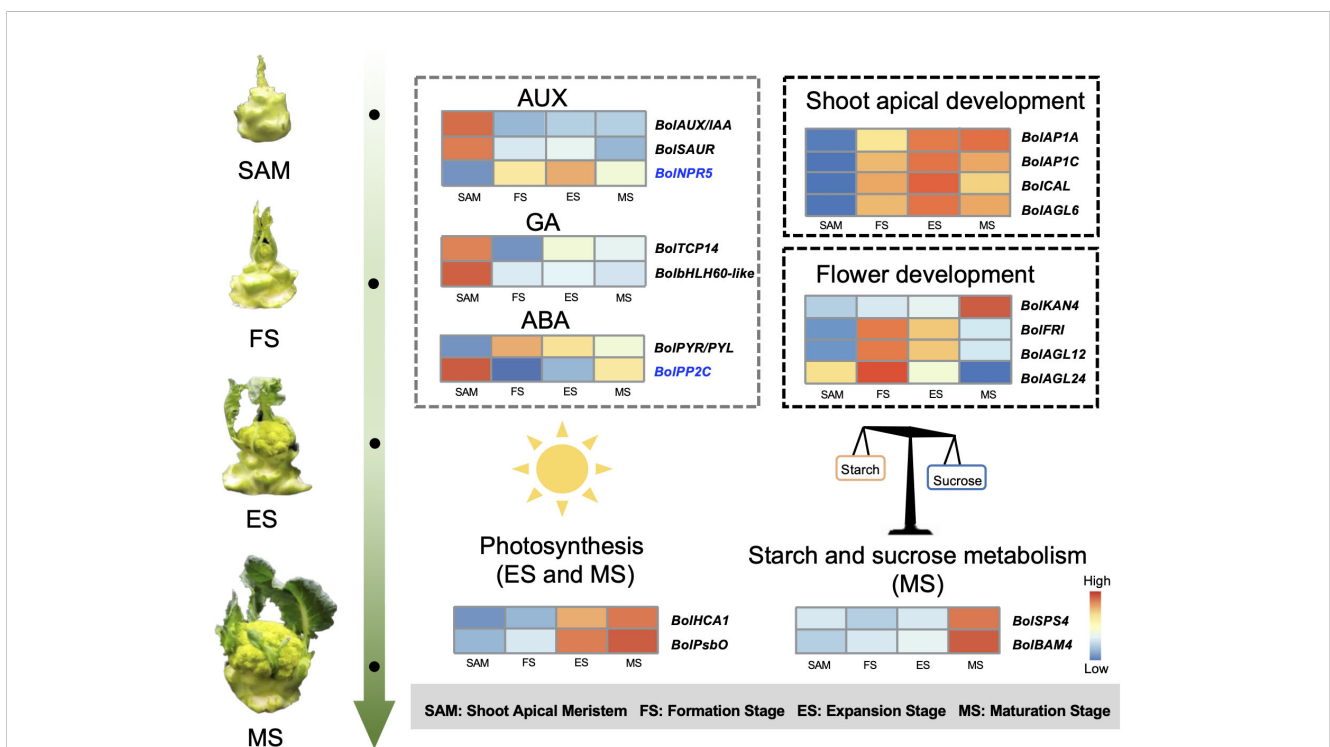 SAM
FS
ES
MS
AUX
BolAUX/IAA
BolSAUR
BolNPR5
SAM FS ES MS
GA
BolTCP14
BolbHLH60-like
SAM FS ES MS
ABA
BolPYR/PYL
BolPP2C
SAM FS ES MS
Shoot apical development
BolAP1A
BolAP1C
BolCAL
BolAGL6
SAM FS ES MS
Flower development
BolKAN4
BolFRI
BolAGL12
BolAGL24
SAM FS ES MS
Photosynthesis
(ES and MS)
BolHCA1
BolPsbO
SAM FS ES MS
Starch
Sucrose
Starch and sucrose metabolism
(MS)
BolSPS4
BolBAM4
SAM FS ES MS
High
Low
SAM: Shoot Apical Meristem FS: Formation Stage ES: Expansion Stage MS: Maturation Stage